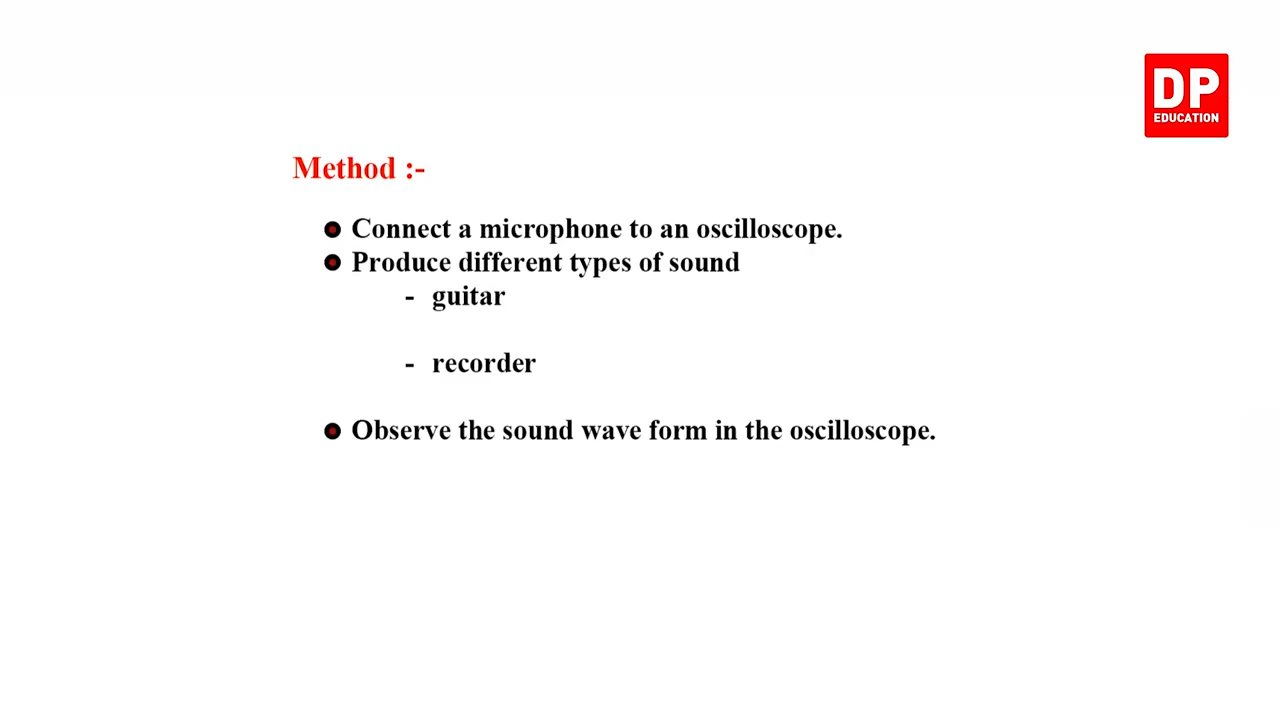 DP
EDUCATION
Method :-
Connect a microphone to an oscilloscope.
Produce different types of sound
- guitar
- recorder
Observe the sound wave form in the oscilloscope.